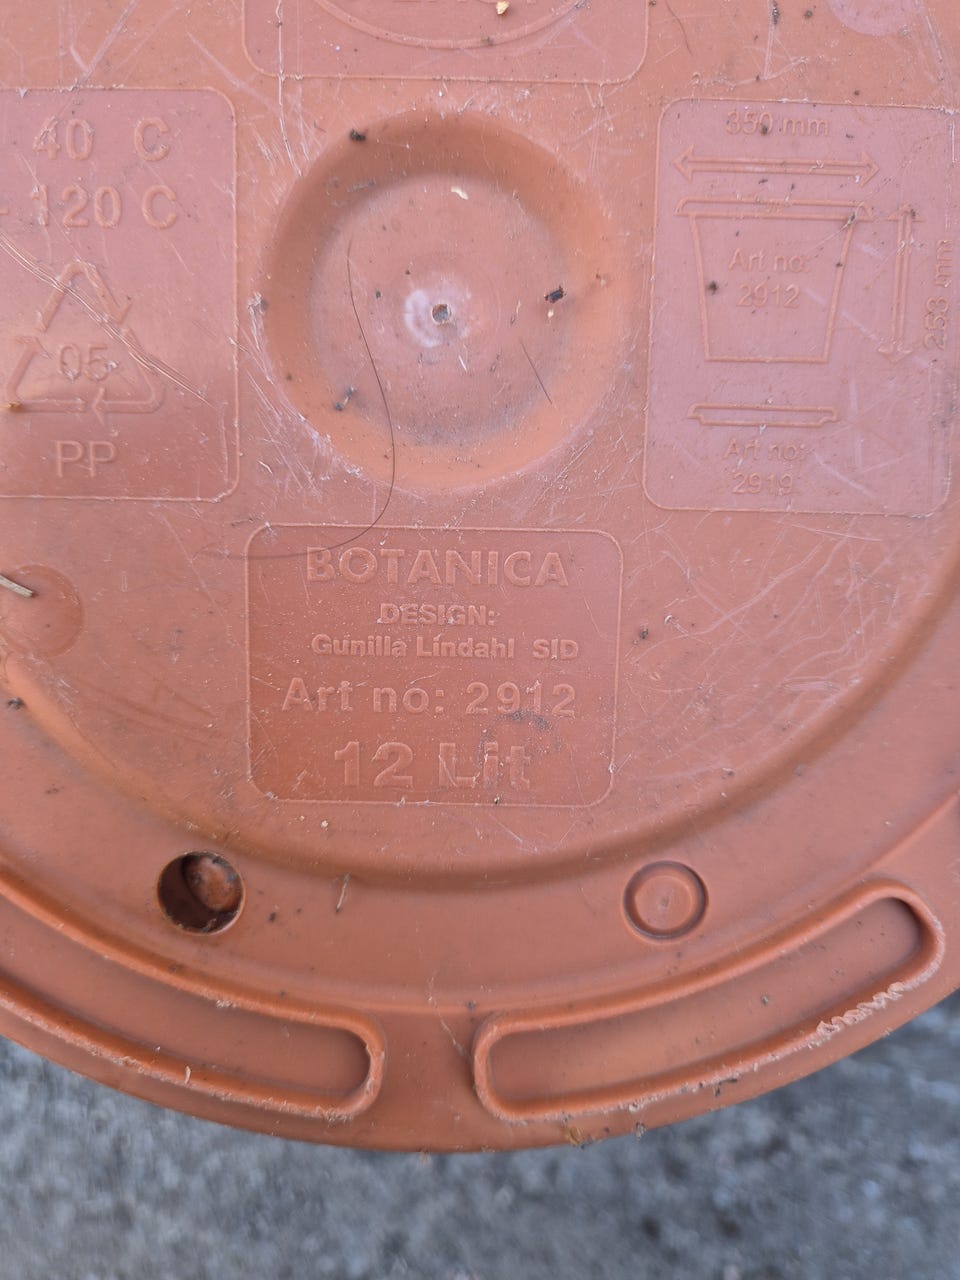 40 C
120 C
05
PP
350 mm
Art no:
2912
253 mm
Art no:
2919
BOTANICA
DESIGN:
Gunilla Lindahl SID
Art no: 2912
12 Lit